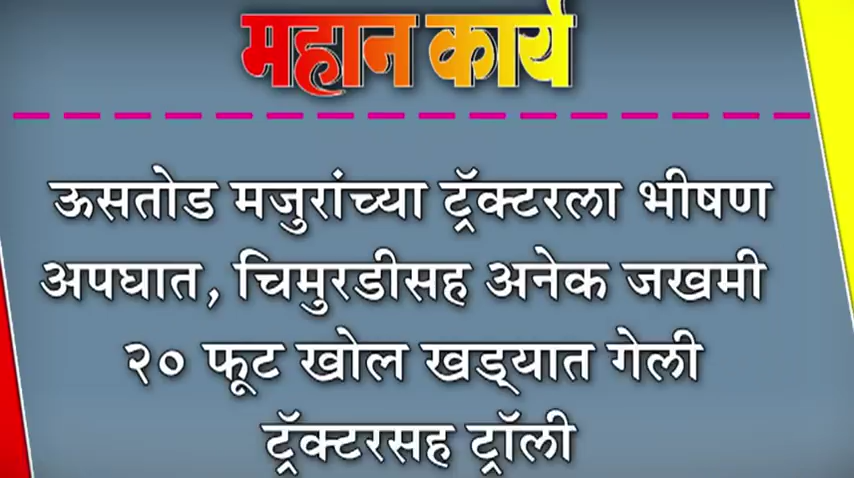 महान कार्य
ऊसतोड मजुरांच्या ट्रॅक्टरला भीषण
अपघात, चिमुरडीसह अनेक जखमी
२० फूट खोल खड्यात गेली
ट्रॅक्टरसह ट्रॉली